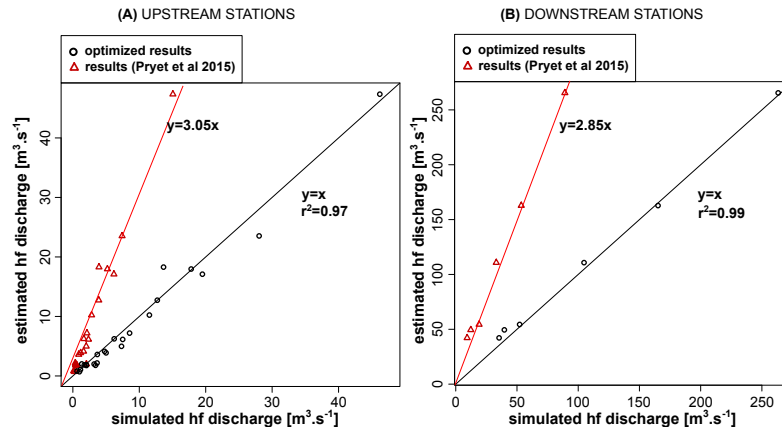 (A) UPSTREAM STATIONS
optimized results
results (Pryet et al 2015)
y=3.05x
y=x
r²=0.97
estimated hf discharge [m³.s⁻¹]
0 10 20 30 40
0 10 20 30 40
simulated hf discharge [m³.s⁻¹]
(B) DOWNSTREAM STATIONS
optimized results
results (Pryet et al 2015)
y=2.85x
y=x
r²=0.99
estimated hf discharge [m³.s⁻¹]
0 50 100 150 200 250
0 50 100 150 200 250
simulated hf discharge [m³.s⁻¹]